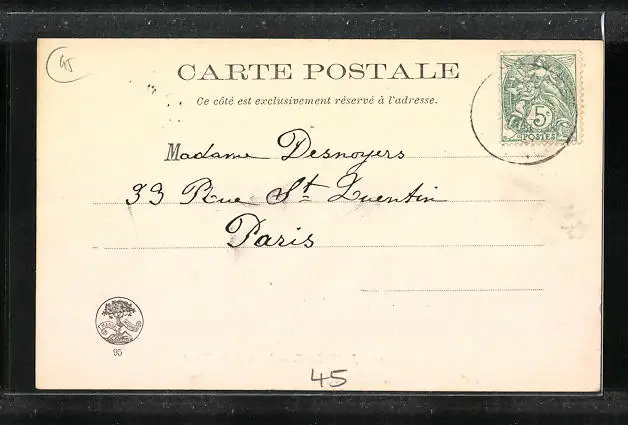 45
CARTE POSTALE
Ce côté est exclusivement réservé à l'adresse.
5c
POSTES
Madame Desnoyers
33 Rue St Quentin
Paris
95
45